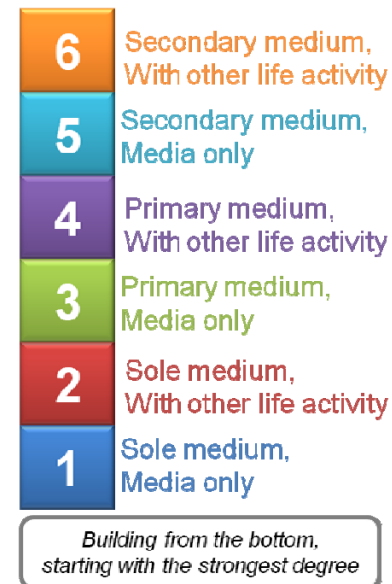 6 Secondary medium,
With other life activity
5 Secondary medium,
Media only
4 Primary medium,
With other life activity
3 Primary medium,
Media only
2 Sole medium,
With other life activity
1 Sole medium,
Media only
Building from the bottom,
starting with the strongest degree